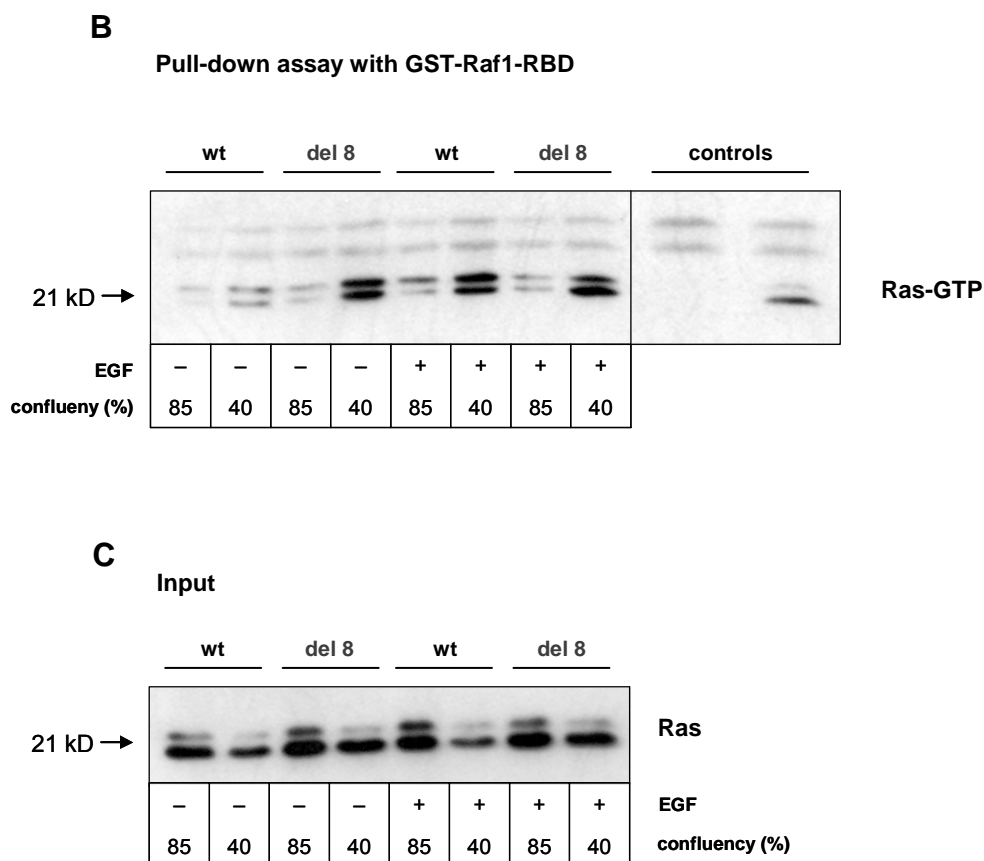 B
Pull-down assay with GST-Raf1-RBD
wt del 8 wt del 8 controls
21 kD
Ras-GTP
EGF – – – – + + + +
conflueny (%) 85 40 85 40 85 40 85 40
C
Input
wt del 8 wt del 8
21 kD
Ras
– – – – + + + + EGF
85 40 85 40 85 40 85 40 confluency (%)